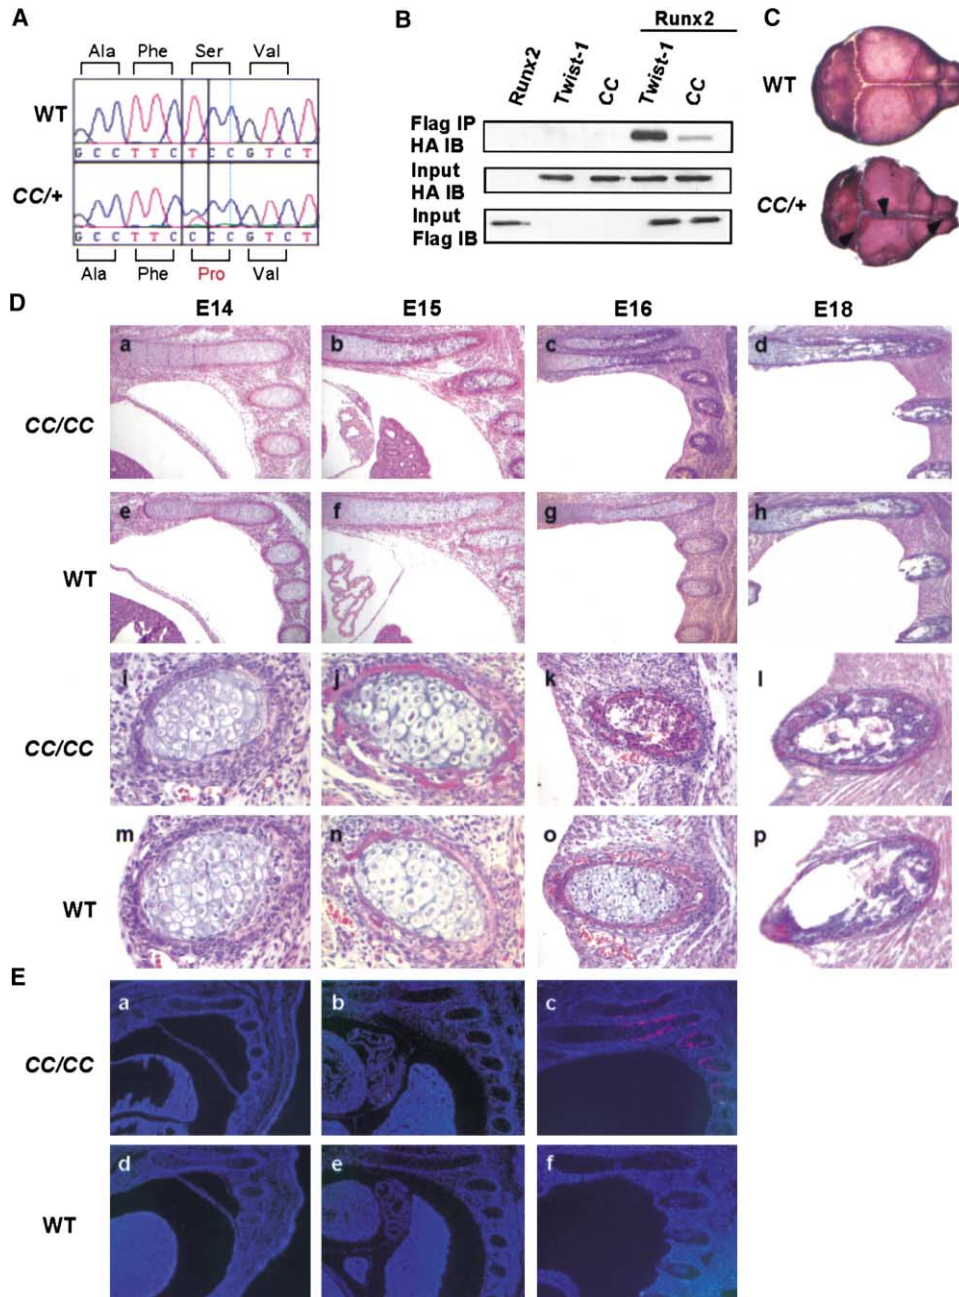 A
Ala Phe Ser Val
WT
G C C T T C T C C G T C T
CC/+
G C C T T C C C C G T C T
Ala Phe Pro Val
B
Runx2
Runx2 Twist-1 CC Twist-1 CC
Flag IP
HA IB
Input
HA IB
Input
Flag IB
C
WT
CC/+
D
E14 E15 E16 E18
CC/CC
a b c d
WT
e f g h
CC/CC
i j k l
WT
m n o p
E
CC/CC
a b c
WT
d e f